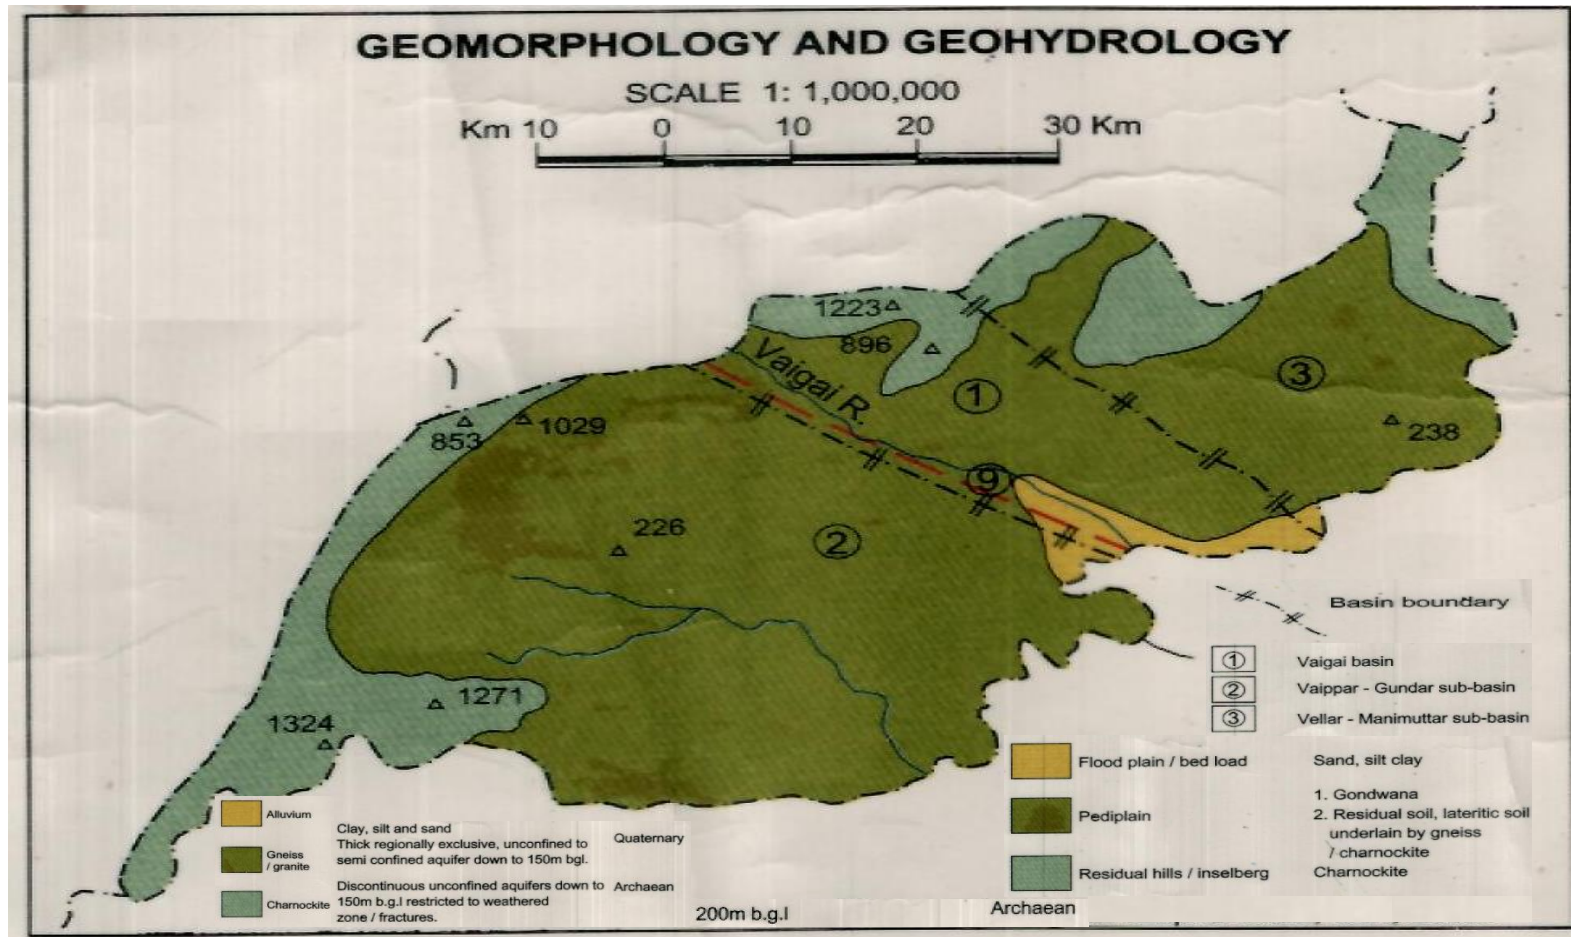 GEOMORPHOLOGY AND GEOHYDROLOGY
SCALE 1: 1,000,000
Km 10 0 10 20 30 Km
1223
896
Vaigai R.
1
3
238
853
1029
9
226
2
1271
1324
Basin boundary
1 Vaigai basin
2 Vaippar - Gundar sub-basin
3 Vellar - Manimuttar sub-basin
Flood plain / bed load Sand, silt clay
Pediplain
1. Gondwana
2. Residual soil, lateritic soil
underlain by gneiss
/ charnockite
Residual hills / inselberg Charnockite
Archaean
Alluvium
Gneiss
/ granite
Charnockite
Clay, silt and sand
Thick regionally exclusive, unconfined to
semi confined aquifer down to 150m bgl.
Quaternary
Discontinuous unconfined aquifers down to
150m b.g.l restricted to weathered
zone / fractures.
Archaean
200m b.g.l